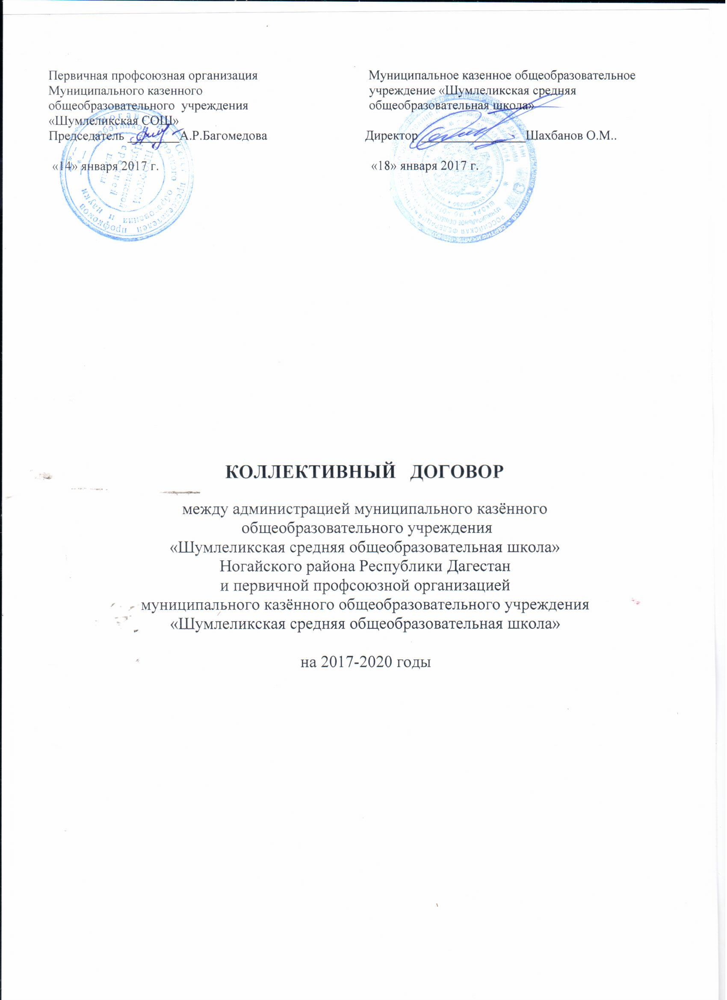 Первичная профсоюзная организация
Муниципального казенного
общеобразовательного учреждения
«Шумлеликская СОШ»
Председатель ________А.Р.Багомедова
«14» января 2017 г.
Муниципальное казенное общеобразовательное
учреждение «Шумлеликская средняя
общеобразовательная школа»
Директор ________________Шахбанов О.М..
«18» января 2017 г.
КОЛЛЕКТИВНЫЙ ДОГОВОР
между администрацией муниципального казённого
общеобразовательного учреждения
«Шумлеликская средняя общеобразовательная школа»
Ногайского района Республики Дагестан
и первичной профсоюзной организацией
муниципального казённого общеобразовательного учреждения
«Шумлеликская средняя общеобразовательная школа»
на 2017-2020 годы